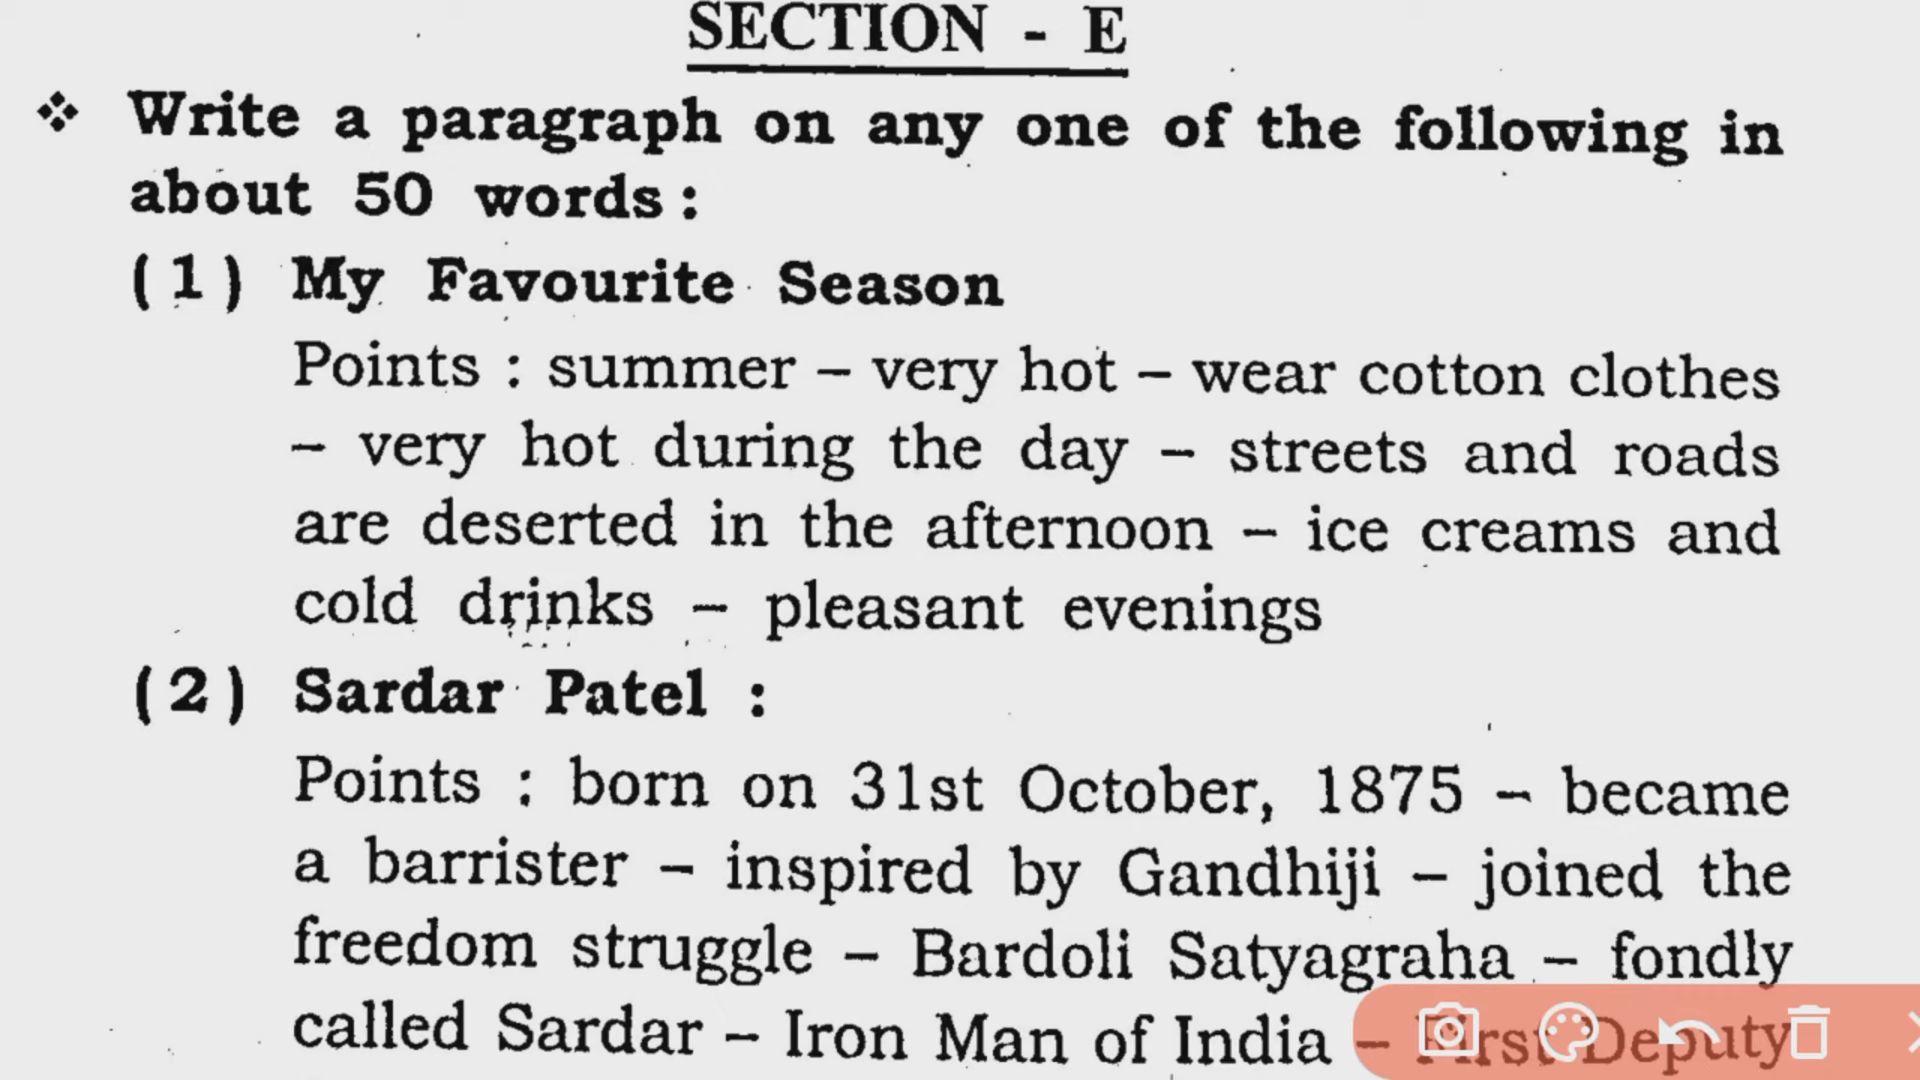 SECTION - E
❖ Write a paragraph on any one of the following in
about 50 words :
(1) My Favourite Season
Points : summer – very hot – wear cotton clothes
– very hot during the day – streets and roads
are deserted in the afternoon – ice creams and
cold drinks – pleasant evenings
(2) Sardar Patel :
Points : born on 31st October, 1875 – became
a barrister – inspired by Gandhiji – joined the
freedom struggle – Bardoli Satyagraha – fondly
called Sardar – Iron Man of India – First Deputy